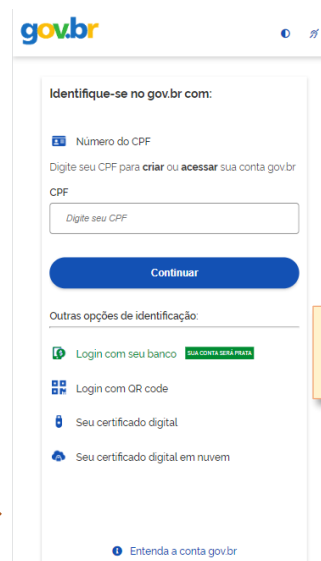 gov.br
Identifique-se no gov.br com:
Número do CPF
Digite seu CPF para criar ou acessar sua conta gov.br
CPF
Digite seu CPF
Continuar
Outras opções de identificação:
Login com seu banco SUA CONTA SERÁ PRATA
Login com QR code
Seu certificado digital
Seu certificado digital em nuvem
Entenda a conta gov.br